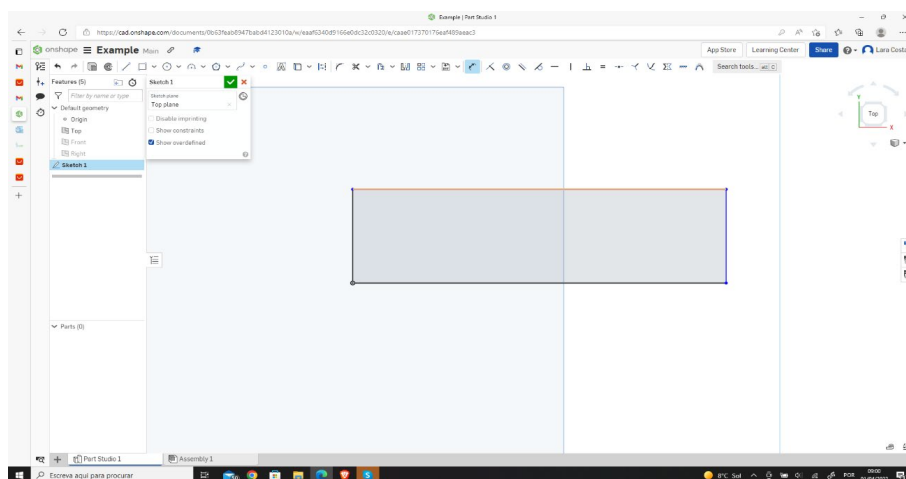 Example | Part Studio 1
https://cad.onshape.com/documents/0b63feab8947babd4123010a/w/eaaf6340d9166e0dc32c0320/e/caae017370176eaf489aeac3
onshape Example Main
App Store Learning Center Share Lara Costa
Search tools...
Features (5)
Filter by name or type
Default geometry
Origin
Top
Front
Right
Sketch 1
Sketch 1
Sketch plane
Top plane
Disable imprinting
Show constraints
Show overdefined
Y
Top
X
Parts (0)
Part Studio 1 Assembly 1
Escreva aqui para procurar
8°C Sol POR 09:00